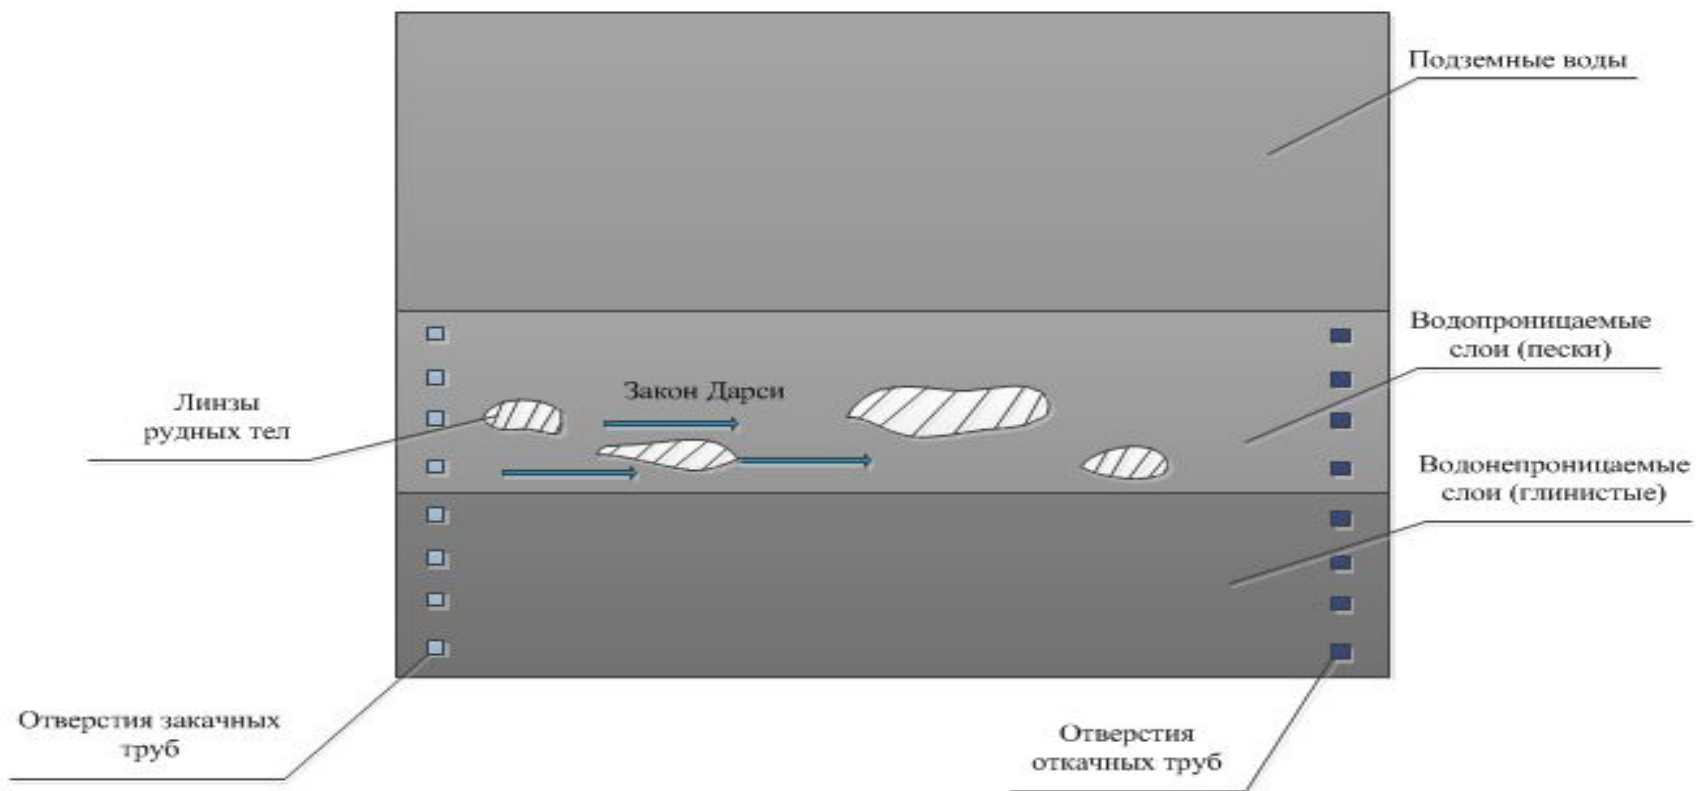 Подземные воды
Водопроницаемые
слои (пески)
Закон Дарси
Линзы
рудных тел
Водонепроницаемые
слои (глинистые)
Отверстия закачных
труб
Отверстия
откачных труб